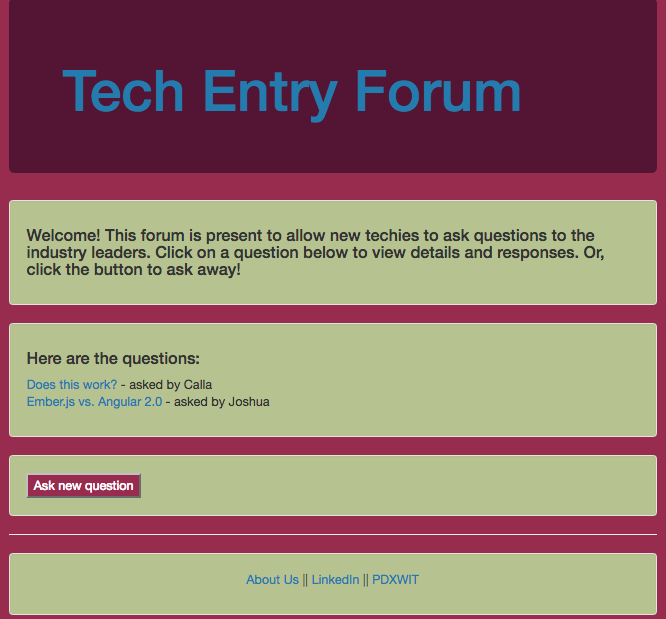 Tech Entry Forum
Welcome! This forum is present to allow new techies to ask questions to the
industry leaders. Click on a question below to view details and responses. Or,
click the button to ask away!
Here are the questions:
Does this work? - asked by Calla
Ember.js vs. Angular 2.0 - asked by Joshua
Ask new question
About Us || LinkedIn || PDXWIT